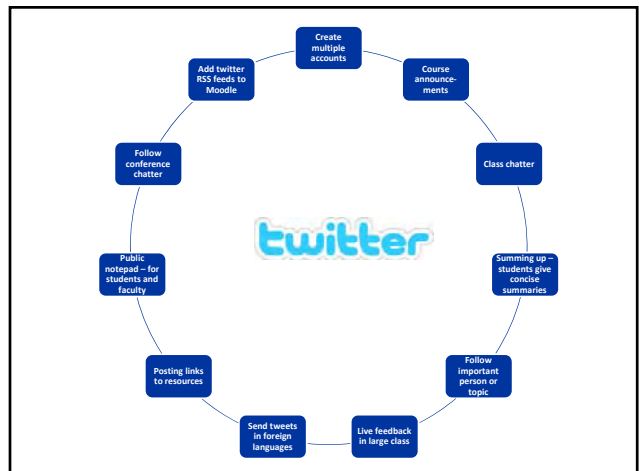 Create
multiple
accounts
Course
announce-
ments
Class chatter
Summing up –
students give
concise
summaries
Follow
important
person or
topic
Live feedback
in large class
Send tweets
in foreign
languages
Posting links
to resources
Public
notepad – for
students and
faculty
Follow
conference
chatter
Add twitter
RSS feeds to
Moodle
twitter